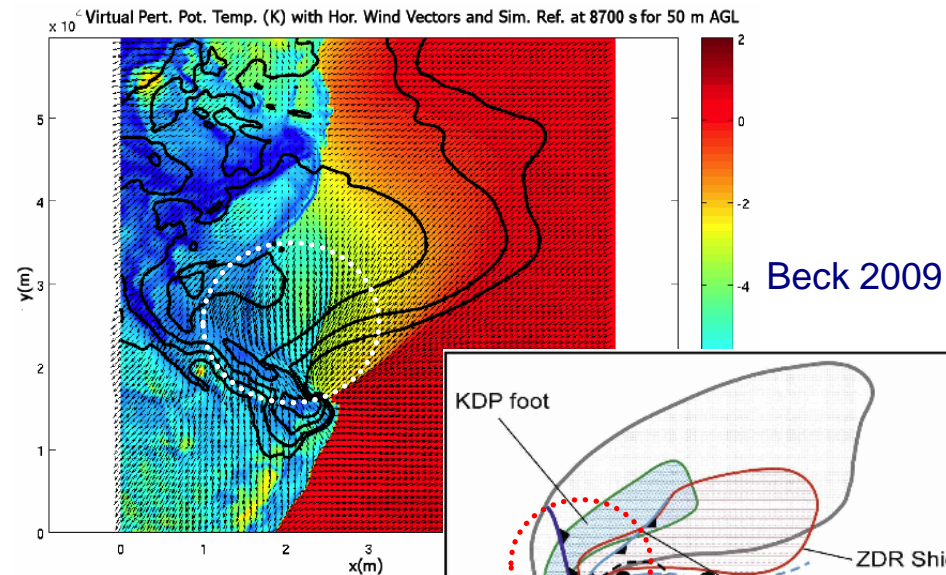 Virtual Pert. Pot. Temp. (K) with Hor. Wind Vectors and Sim. Ref. at 8700 s for 50 m AGL
x 10
2
0
-2
-4
5
4
3
2
1
0
y(m)
0 1 2 3
x(m)
Beck 2009
KDP foot
ZDR Shi